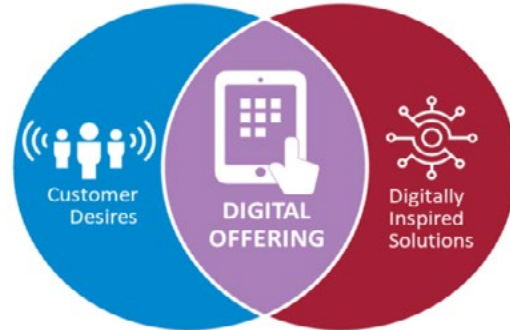 Customer
Desires
DIGITAL
OFFERING
Digitally
Inspired
Solutions